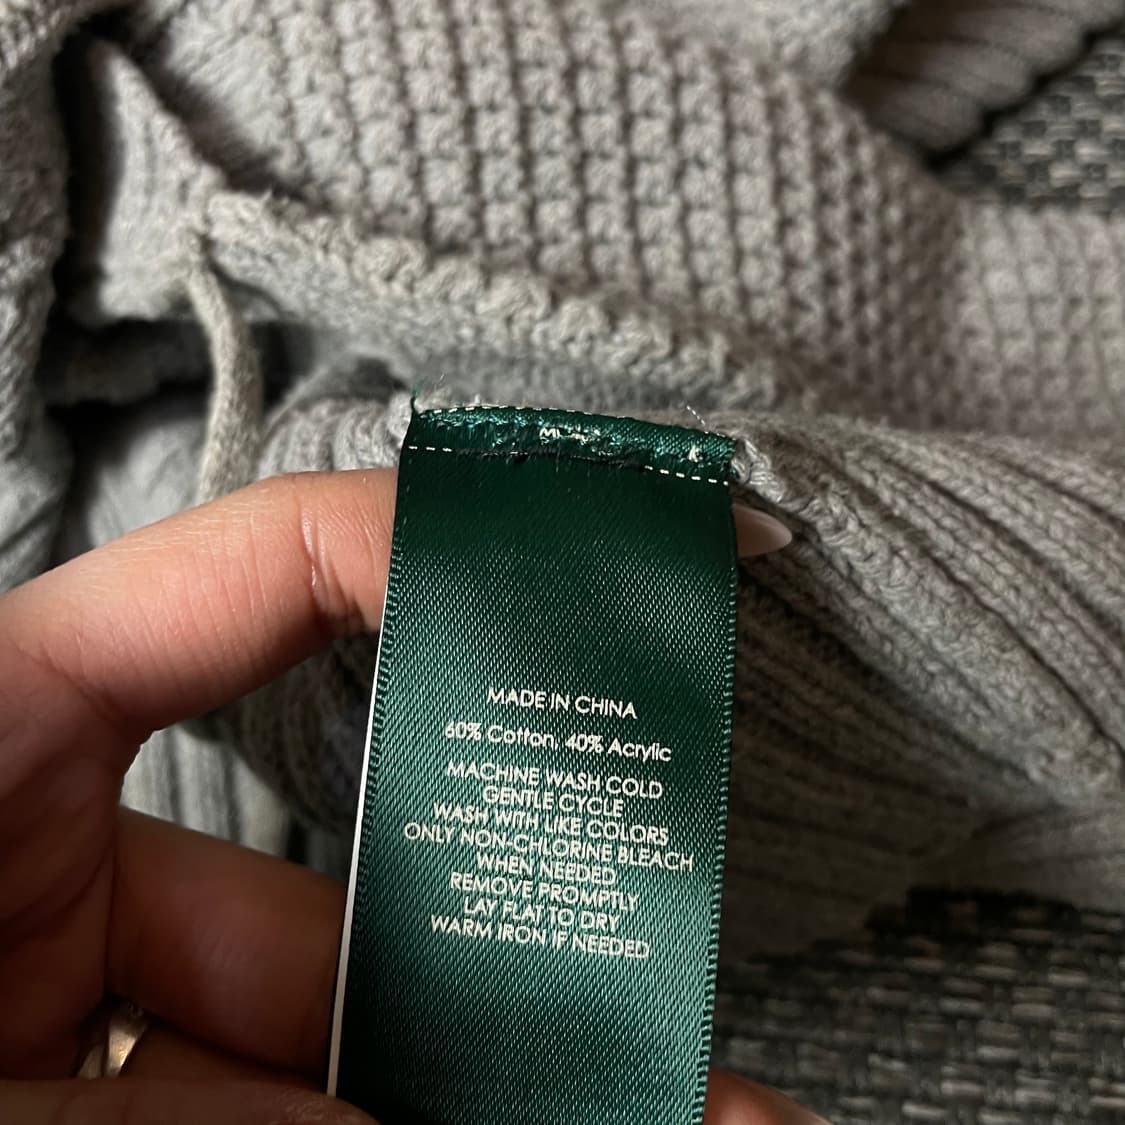 MADE IN CHINA
60% Cotton, 40% Acrylic
MACHINE WASH COLD
GENTLE CYCLE
WASH WITH LIKE COLORS
ONLY NON-CHLORINE BLEACH
WHEN NEEDED
REMOVE PROMPTLY
LAY FLAT TO DRY
WARM IRON IF NEEDED